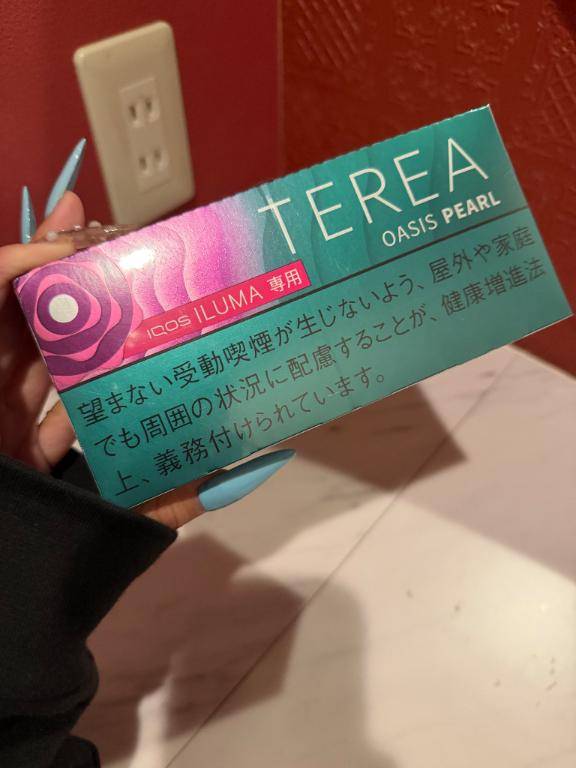 TEREA
OASIS PEARL
IQOS ILUMA 専用
望まない受動喫煙が生じないよう、屋外や家庭
でも周囲の状況に配慮することが、健康増進法
上、義務付けられています。